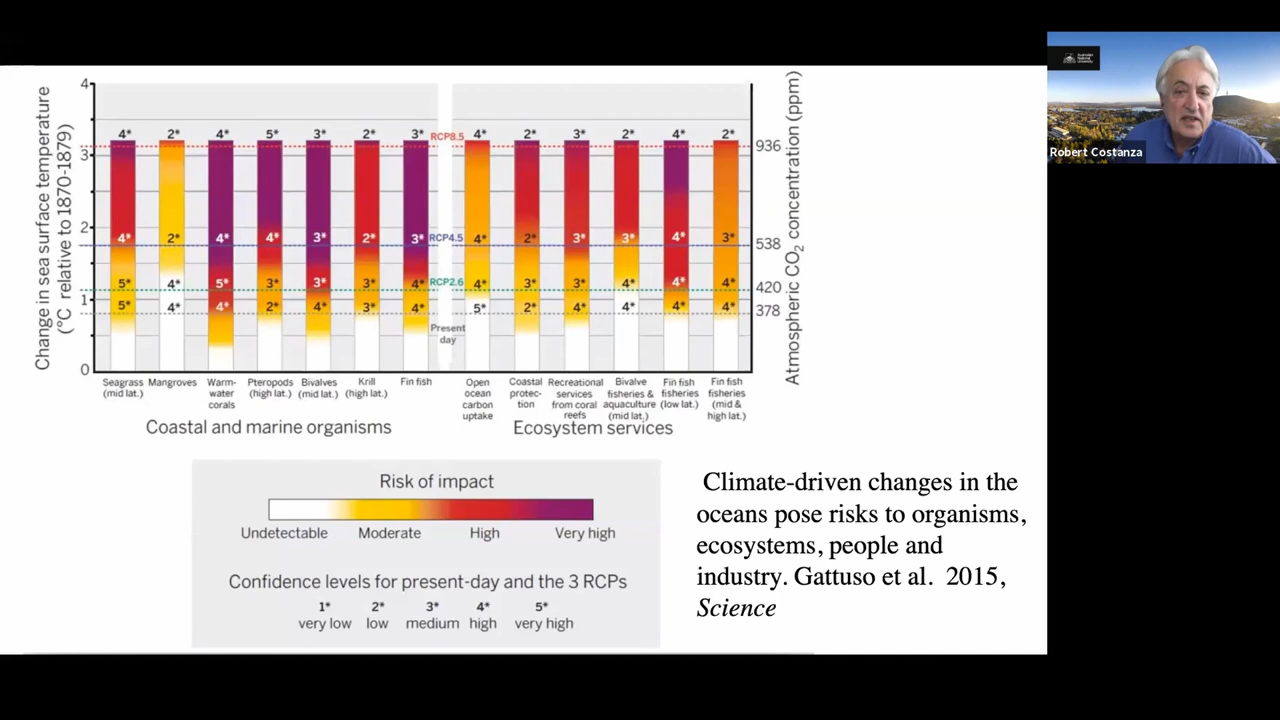 Change in sea surface temperature
(°C relative to 1870-1879)
4
3
2
1
0
4* 2* 4* 5* 3* 2* 3* RCP8.5 4* 2* 3* 2* 4* 2*
936
4* 2* 4* 4* 3* 2* 3* RCP4.5 4* 2* 3* 3* 4* 3*
538
5* 4* 5* 3* 3* 3* 4* RCP2.6 4* 3* 3* 4* 4* 4*
420
5* 4* 4* 2* 4* 3* 4* 5* 2* 4* 4* 4* 4*
378
Present
day
Atmospheric CO2 concentration (ppm)
Seagrass
(mid lat.)
Mangroves
Warm-
water
corals
Pteropods
(high lat.)
Bivalves
(mid lat.)
Krill
(high lat.)
Fin fish
Open
ocean
carbon
uptake
Coastal
protec-
tion
Recreational
services
from coral
reefs
Bivalve
fisheries &
aquaculture
(mid lat.)
Fin fish
fisheries
(low lat.)
Fin fish
fisheries
(mid &
high lat.)
Coastal and marine organisms
Ecosystem services
Risk of impact
Undetectable Moderate High Very high
Confidence levels for present-day and the 3 RCPs
1* 2* 3* 4* 5*
very low low medium high very high
Climate-driven changes in the
oceans pose risks to organisms,
ecosystems, people and
industry. Gattuso et al. 2015,
Science
Australian
National
University
Robert Costanza